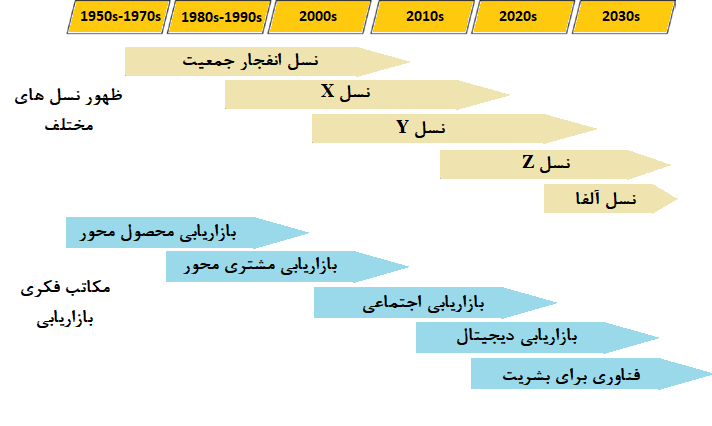 1950s-1970s
1980s-1990s
2000s
2010s
2020s
2030s
ظهور نسل های
مختلف
نسل انفجار جمعیت
نسل X
نسل Y
نسل Z
نسل آلفا
مکاتب فکری
بازاریابی
بازاریابی محصول محور
بازاریابی مشتری محور
بازاریابی اجتماعی
بازاریابی دیجیتال
فناوری برای بشریت